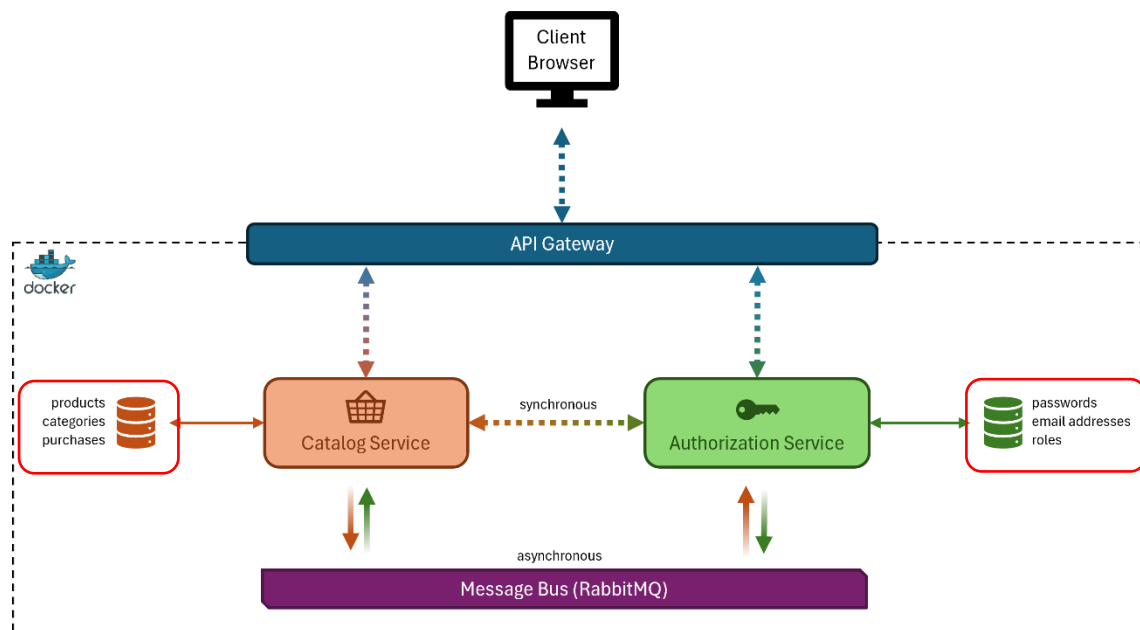 Client
Browser
API Gateway
docker
products
categories
purchases
Catalog Service
synchronous
Authorization Service
passwords
email addresses
roles
asynchronous
Message Bus (RabbitMQ)